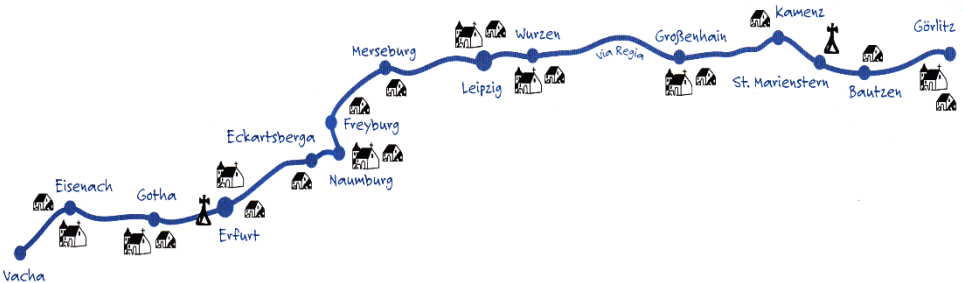 Kamenz
Görlitz
Wurzen
Großenhain
Merseburg
via Regia
St. Marienstern
Leipzig
Bautzen
Freyburg
Eckartsberga
Naumburg
Eisenach
Gotha
Erfurt
Vacha